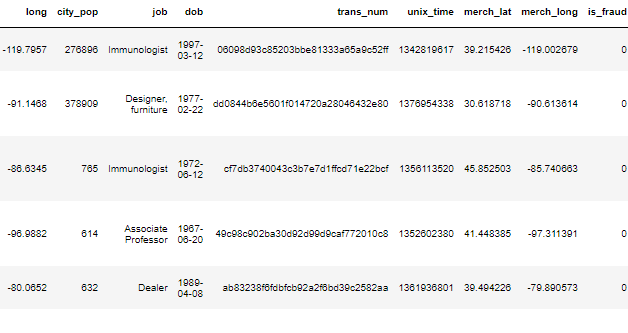 long city_pop job dob trans_num unix_time merch_lat merch_long is_fraud
-119.7957 276896 Immunologist 1997-03-12 06098d93c85203bbe81333a65a9c52ff 1342819617 39.215426 -119.002679 0
-91.1468 378909 Designer, furniture 1977-02-22 dd0844b6e5601f014720a28046432e80 1376954338 30.618718 -90.613614 0
-86.6345 765 Immunologist 1972-06-12 cf7db3740043c3b7e7d1ffcd71e22bcf 1356113520 45.852503 -85.740663 0
-96.9882 614 Associate Professor 1967-06-20 49c98c902ba30d92d99d9caf772010c8 1352602380 41.448385 -97.311391 0
-80.0652 632 Dealer 1989-04-08 ab83238f6fdbfcb92a2f6bd39c2582aa 1361936801 39.494226 -79.890573 0